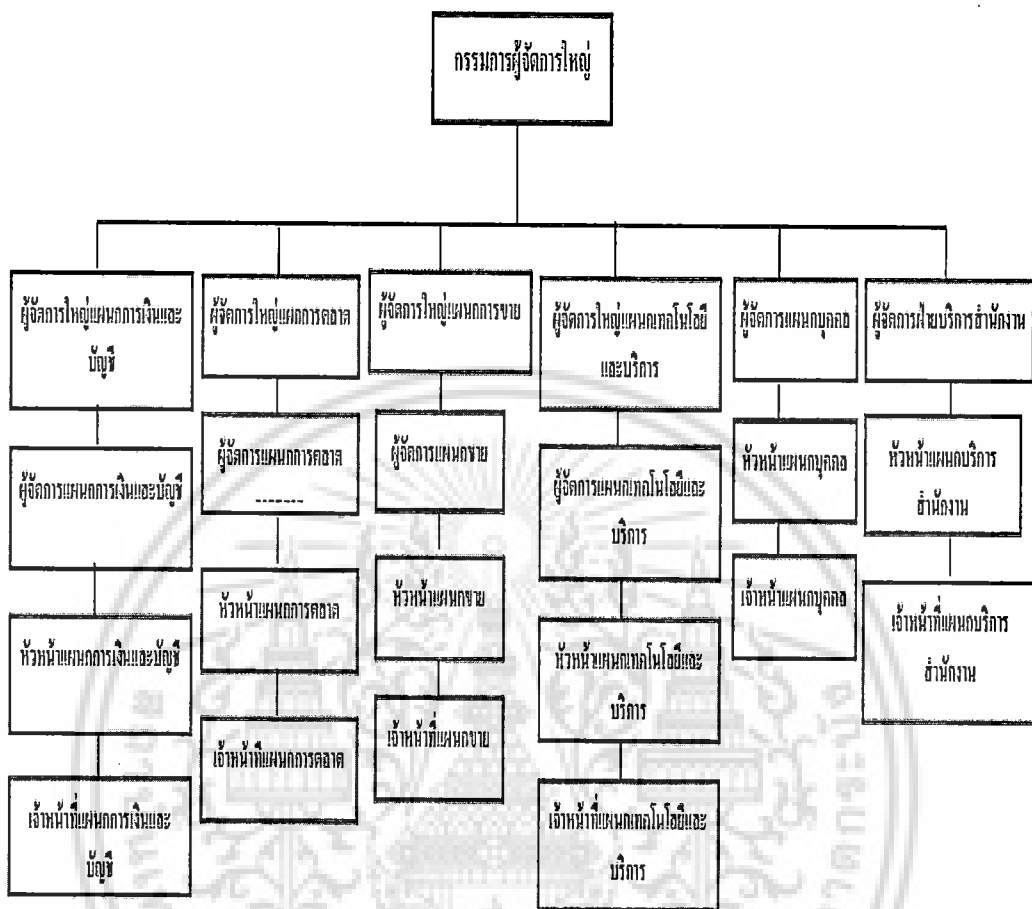 กรรมการผู้จัดการใหญ่
ผู้จัดการใหญ่แผนกการเงินและ
บัญชี
ผู้จัดการแผนกการเงินและบัญชี
หัวหน้าแผนกการเงินและบัญชี
เจ้าหน้าที่แผนกการเงินและ
บัญชี
ผู้จัดการใหญ่แผกการตลาด
ผู้จัดการแผนกการตลาด
หัวหน้าแผนกการตลาด
เจ้าหน้าที่แผนกการตลาด
ผู้จัดการใหญ่แผนกการขาย
ผู้จัดการแผนกขาย
หัวหน้าแผนกขาย
เจ้าหน้าที่แผนกขาย
ผู้จัดการใหญ่แผนกเทคโนโลยี
และบริการ
ผู้จัดการแผนกเทคโนโลยีและ
บริการ
หัวหน้าแผนกเทคโนโลยีและ
บริการ
เจ้าหน้าที่แผนกเทคโนโลยีและ
บริการ
ผู้จัดการแผนกบุคคล
หัวหน้าแผนกบุคคล
เจ้าหน้าแผนกบุคคล
ผู้จัดการฝ่ายบริการสำนักงาน
หัวหน้าแผนกบริการ
สำนักงาน
เจ้าหน้าที่แผนกบริการ
สำนักงาน